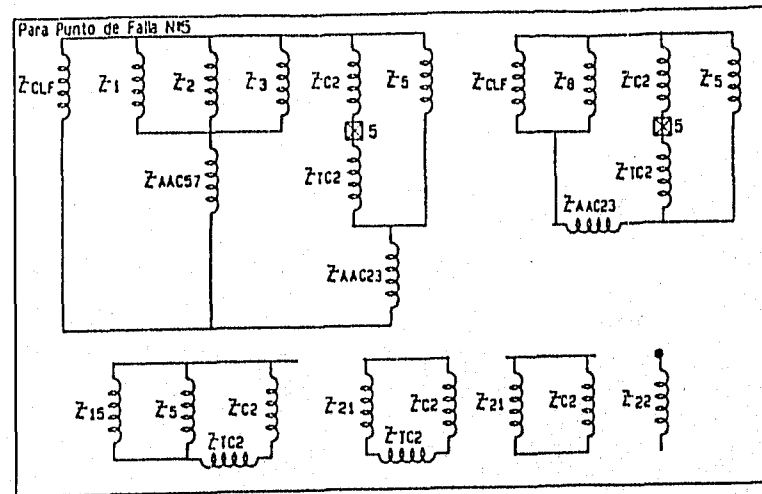 Para Punto de Falla Nº5
Z CLF
Z 1
Z 2
Z 3
Z C2
Z 5
5
Z AAC57
Z TC2
Z AAC23
Z CLF
Z 8
Z C2
Z 5
5
Z TC2
Z AAC23
Z 15
Z 5
Z C2
Z TC2
Z 21
Z C2
Z TC2
Z 21
Z C2
Z 22